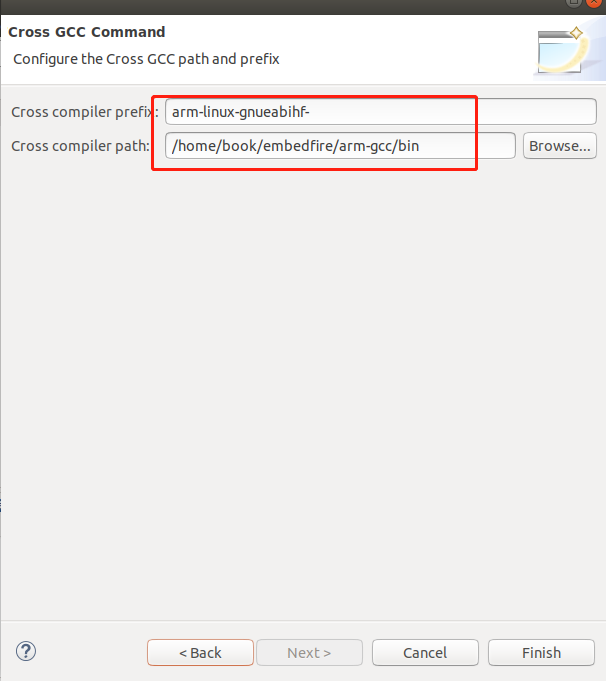 Cross GCC Command
Configure the Cross GCC path and prefix
Cross compiler prefix: arm-linux-gnueabihf-
Cross compiler path: /home/book/embedfire/arm-gcc/bin Browse...
? < Back Next > Cancel Finish